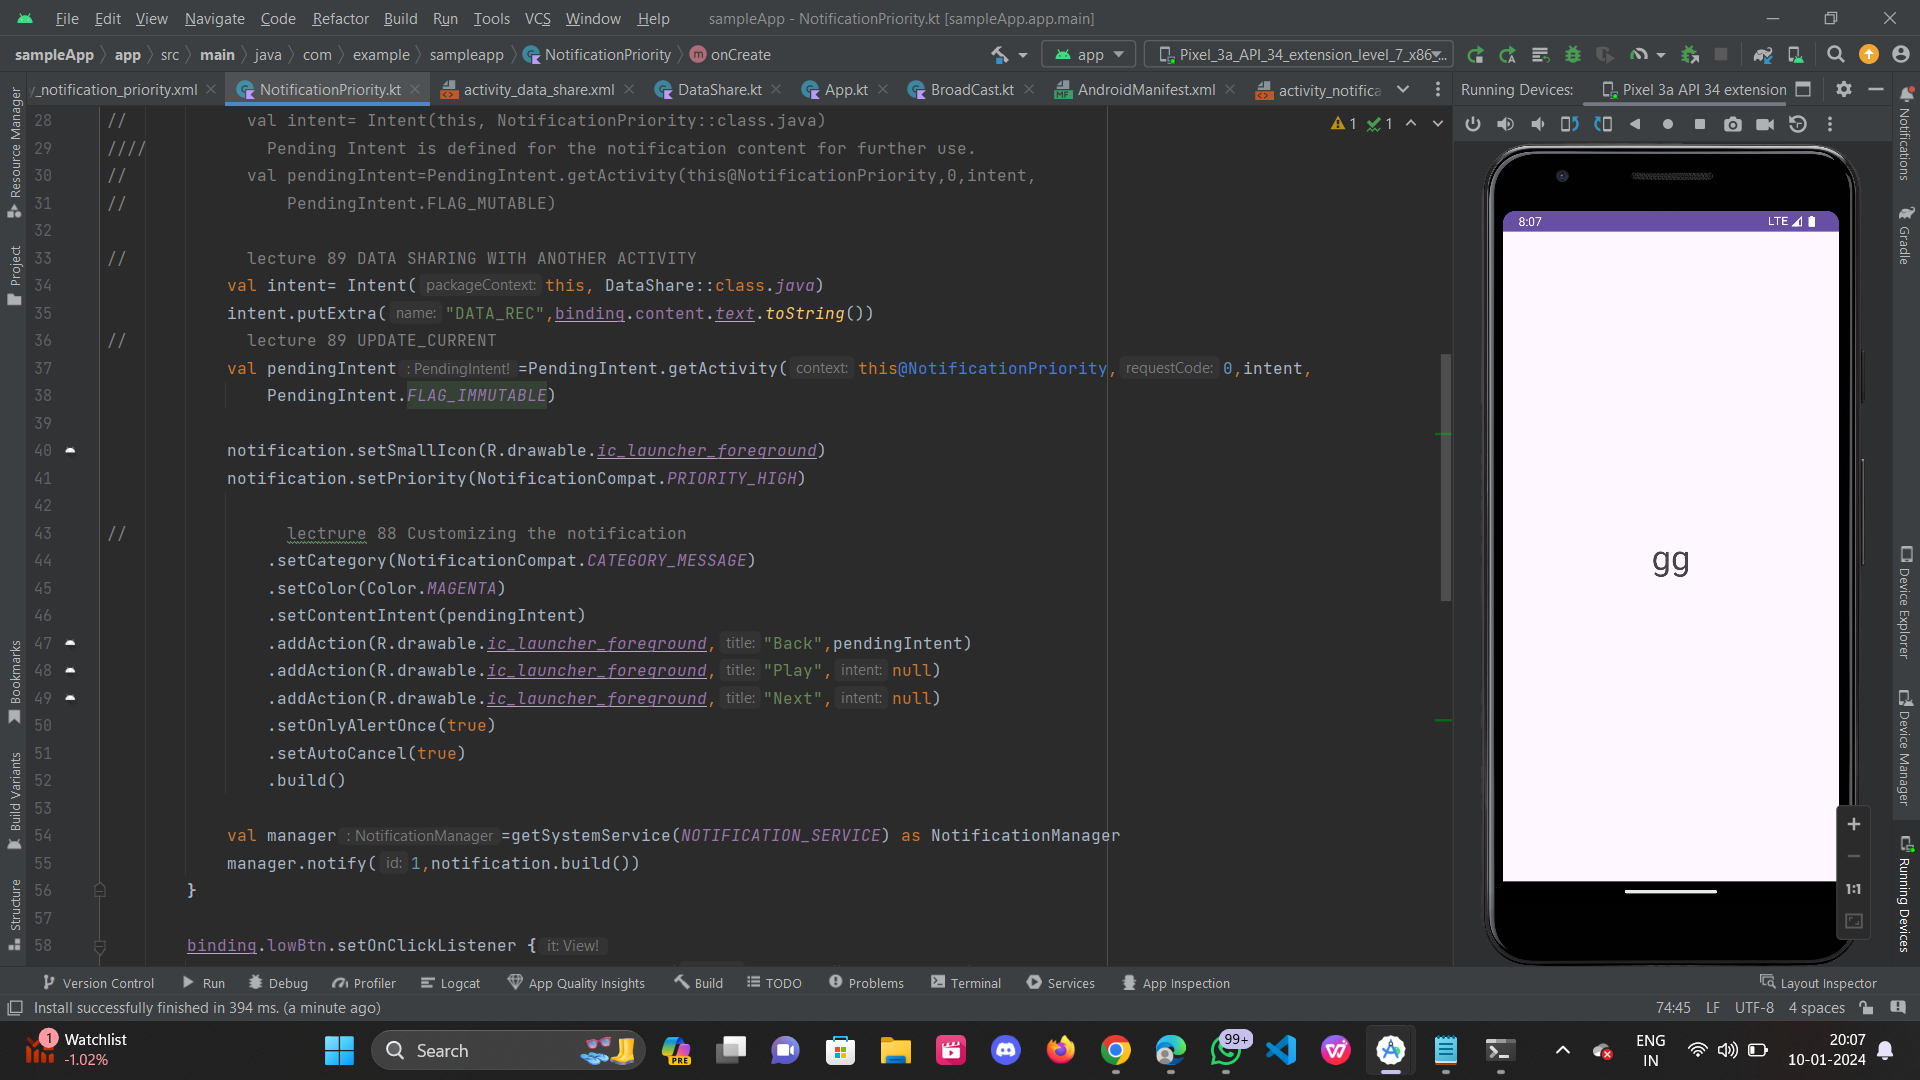 File Edit View Navigate Code Refactor Build Run Tools VCS Window Help sampleApp - NotificationPriority.kt [sampleApp.app.main]
sampleApp app src main java com example sampleapp NotificationPriority onCreate app Pixel_3a_API_34_extension_level_7_x86...
y_notification_priority.xml NotificationPriority.kt activity_data_share.xml DataShare.kt App.kt BroadCast.kt AndroidManifest.xml activity_notifica Running Devices: Pixel 3a API 34 extension
28 // val intent= Intent(this, NotificationPriority::class.java) 1 1
29 //// Pending Intent is defined for the notification content for further use.
30 // val pendingIntent=PendingIntent.getActivity(this@NotificationPriority,0,intent,
31 // PendingIntent.FLAG_MUTABLE)
32
33 // lecture 89 DATA SHARING WITH ANOTHER ACTIVITY
34 val intent= Intent( packageContext: this, DataShare::class.java)
35 intent.putExtra( name: "DATA_REC",binding.content.text.toString())
36 // lecture 89 UPDATE_CURRENT
37 val pendingIntent : PendingIntent! =PendingIntent.getActivity( context: this@NotificationPriority, requestCode: 0,intent,
38 PendingIntent.FLAG_IMMUTABLE)
39
40 notification.setSmallIcon(R.drawable.ic_launcher_foreground)
41 notification.setPriority(NotificationCompat.PRIORITY_HIGH)
42
43 // lectrure 88 Customizing the notification
44 .setCategory(NotificationCompat.CATEGORY_MESSAGE)
45 .setColor(Color.MAGENTA)
46 .setContentIntent(pendingIntent)
47 .addAction(R.drawable.ic_launcher_foreground, title: "Back",pendingIntent)
48 .addAction(R.drawable.ic_launcher_foreground, title: "Play", intent: null)
49 .addAction(R.drawable.ic_launcher_foreground, title: "Next", intent: null)
50 .setOnlyAlertOnce(true)
51 .setAutoCancel(true)
52 .build()
53
54 val manager : NotificationManager =getSystemService(NOTIFICATION_SERVICE) as NotificationManager
55 manager.notify( id: 1,notification.build())
56 }
57
58 binding.lowBtn.setOnClickListener { it: View!
8:07 LTE
gg
1:1
Resource Manager
Project
Bookmarks
Build Variants
Structure
Notifications
Gradle
Device Explorer
Device Manager
Running Devices
Version Control Run Debug Profiler Logcat App Quality Insights Build TODO Problems Terminal Services App Inspection Layout Inspector
Install successfully finished in 394 ms. (a minute ago) 74:45 LF UTF-8 4 spaces
1 Watchlist
-1.02%
Search
PRE
99+
ENG
IN
20:07
10-01-2024